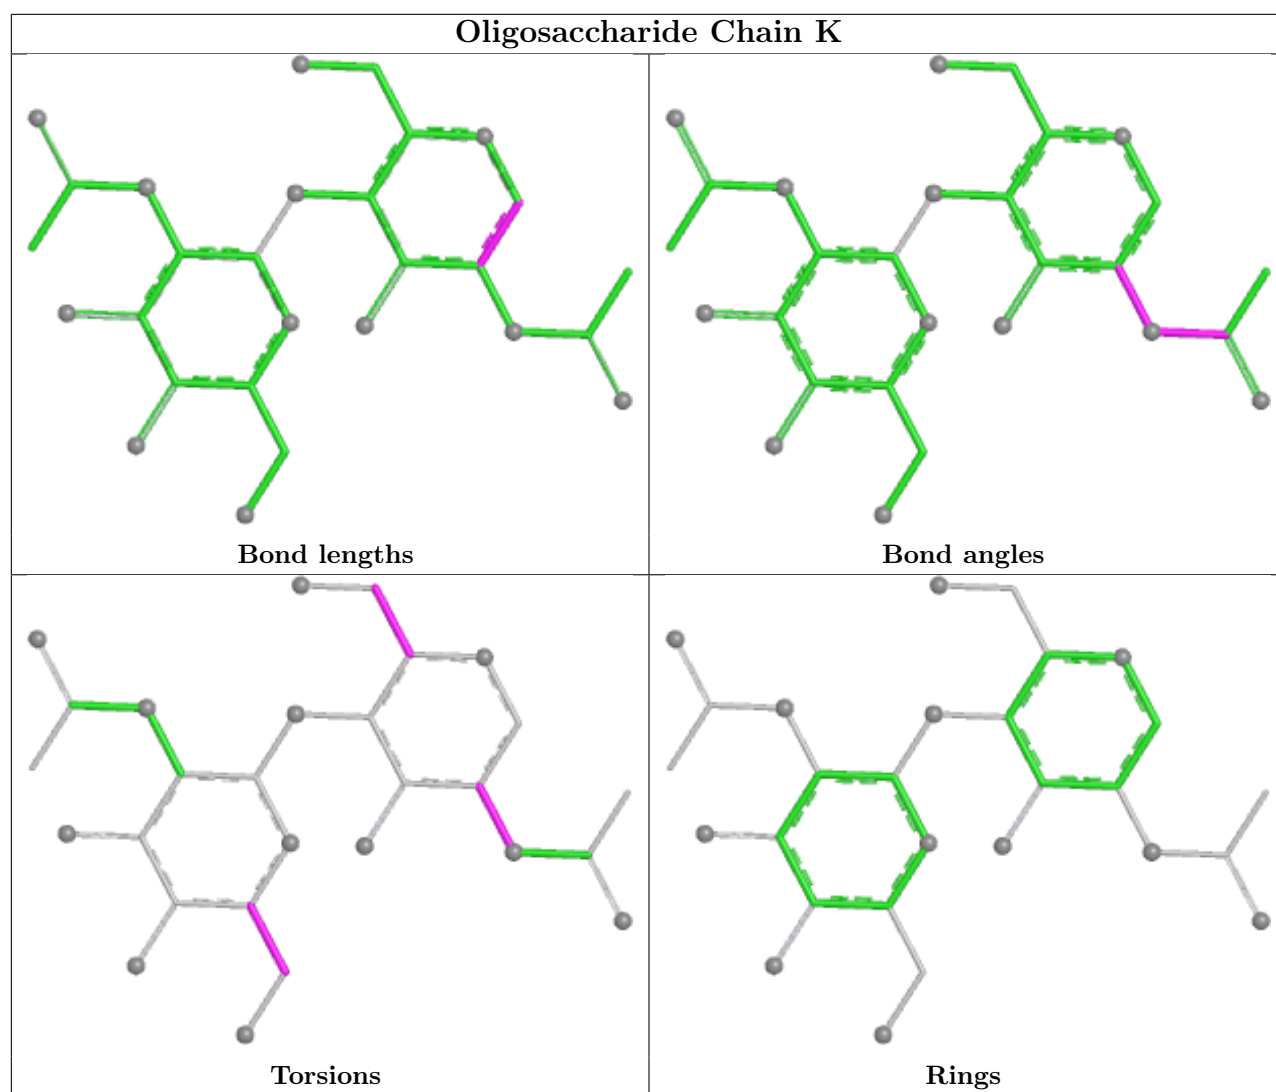 Oligosaccharide Chain K
Bond lengths
Bond angles
Torsions
Rings